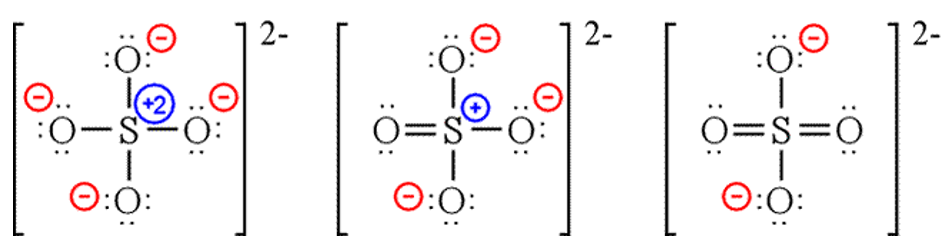 :O: − 2- :O: − 2- :O: − 2-
− +2 − + −
:O — S — O: O = S — O: O = S = O
− :O: − :O: − :O: